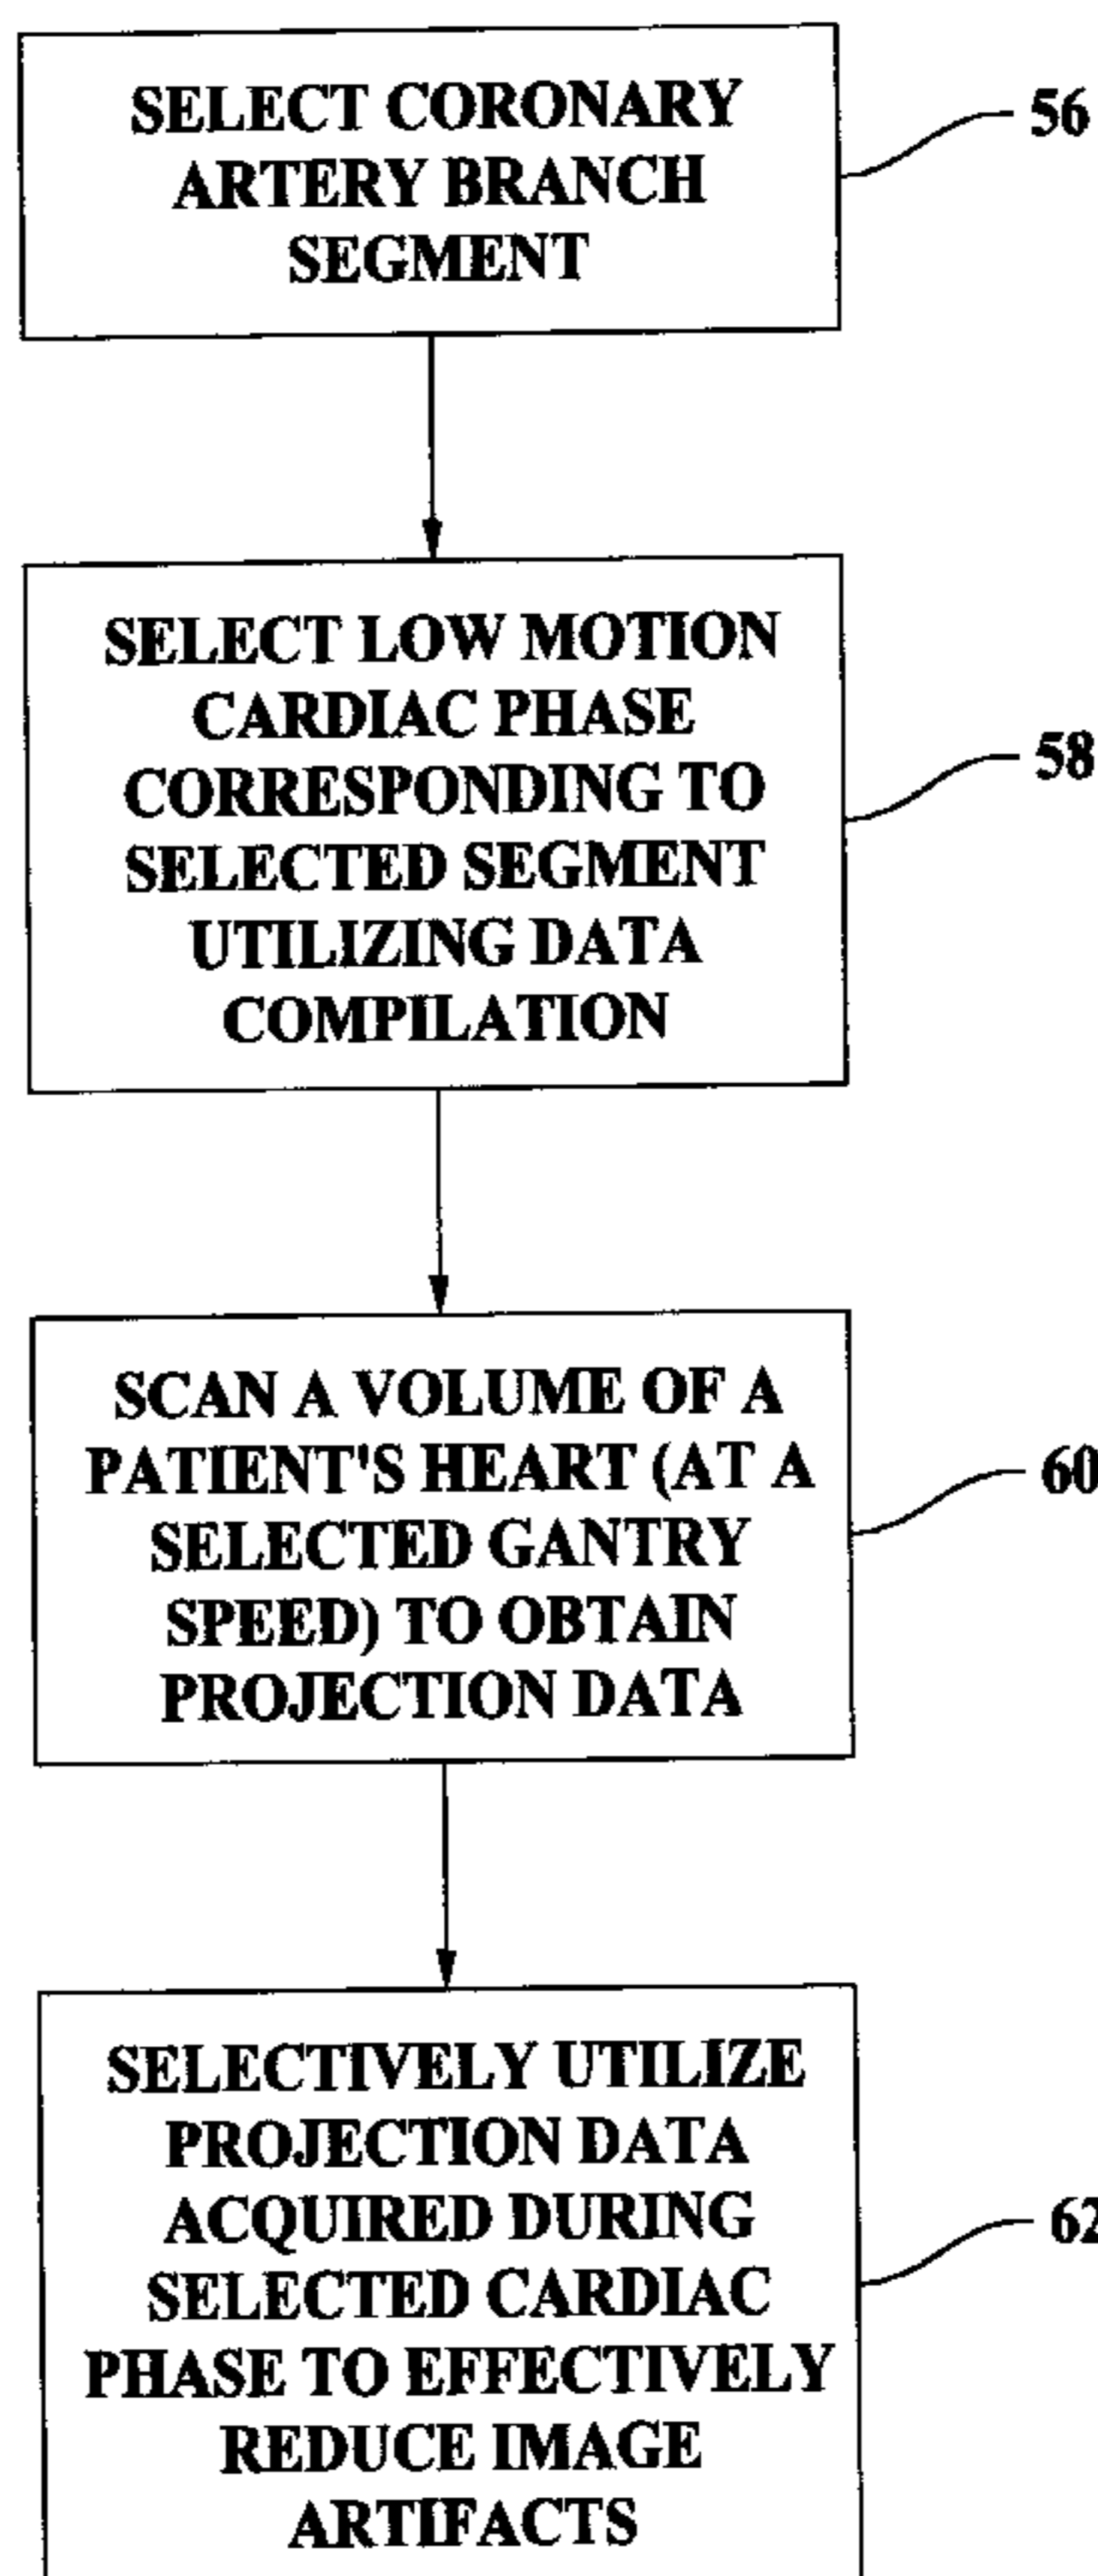 SELECT CORONARY
ARTERY BRANCH
SEGMENT
56
SELECT LOW MOTION
CARDIAC PHASE
CORRESPONDING TO
SELECTED SEGMENT
UTILIZING DATA
COMPILATION
58
SCAN A VOLUME OF A
PATIENT'S HEART (AT A
SELECTED GANTRY
SPEED) TO OBTAIN
PROJECTION DATA
60
SELECTIVELY UTILIZE
PROJECTION DATA
ACQUIRED DURING
SELECTED CARDIAC
PHASE TO EFFECTIVELY
REDUCE IMAGE
ARTIFACTS
62